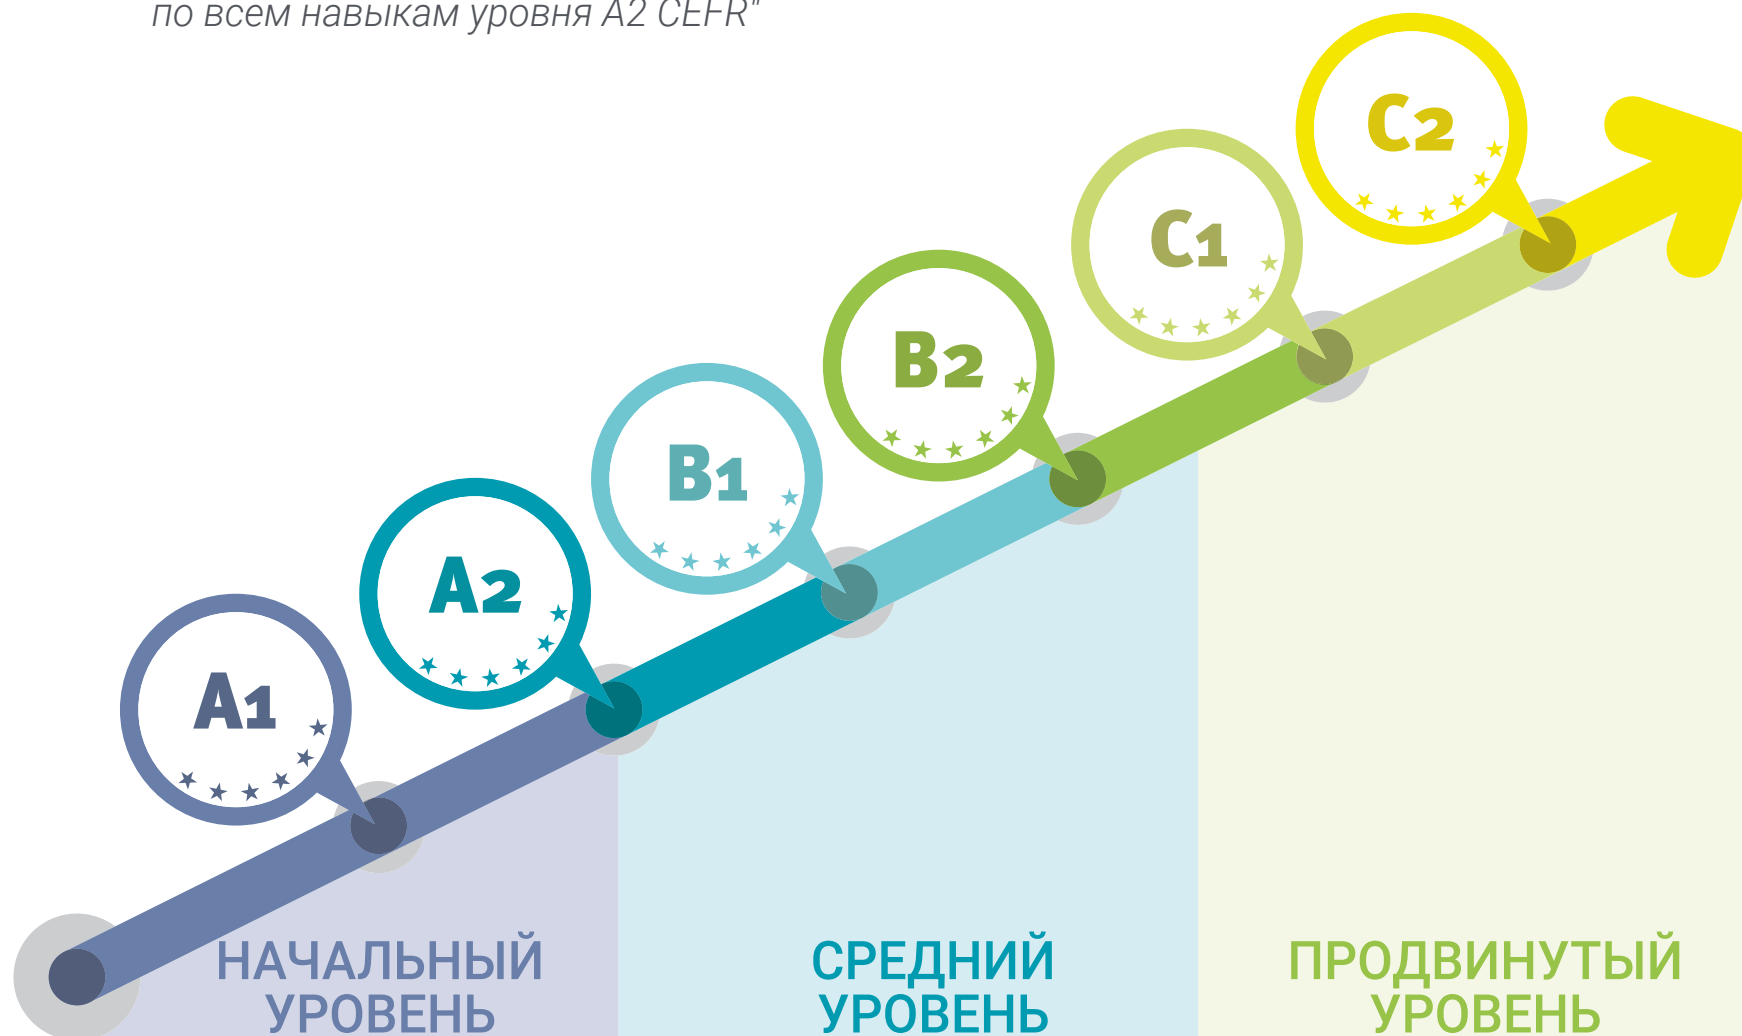 по всем навыкам уровня A2 CEFR"
C2
C1
B2
B1
A2
A1
НАЧАЛЬНЫЙ
УРОВЕНЬ
СРЕДНИЙ
УРОВЕНЬ
ПРОДВИНУТЫЙ
УРОВЕНЬ